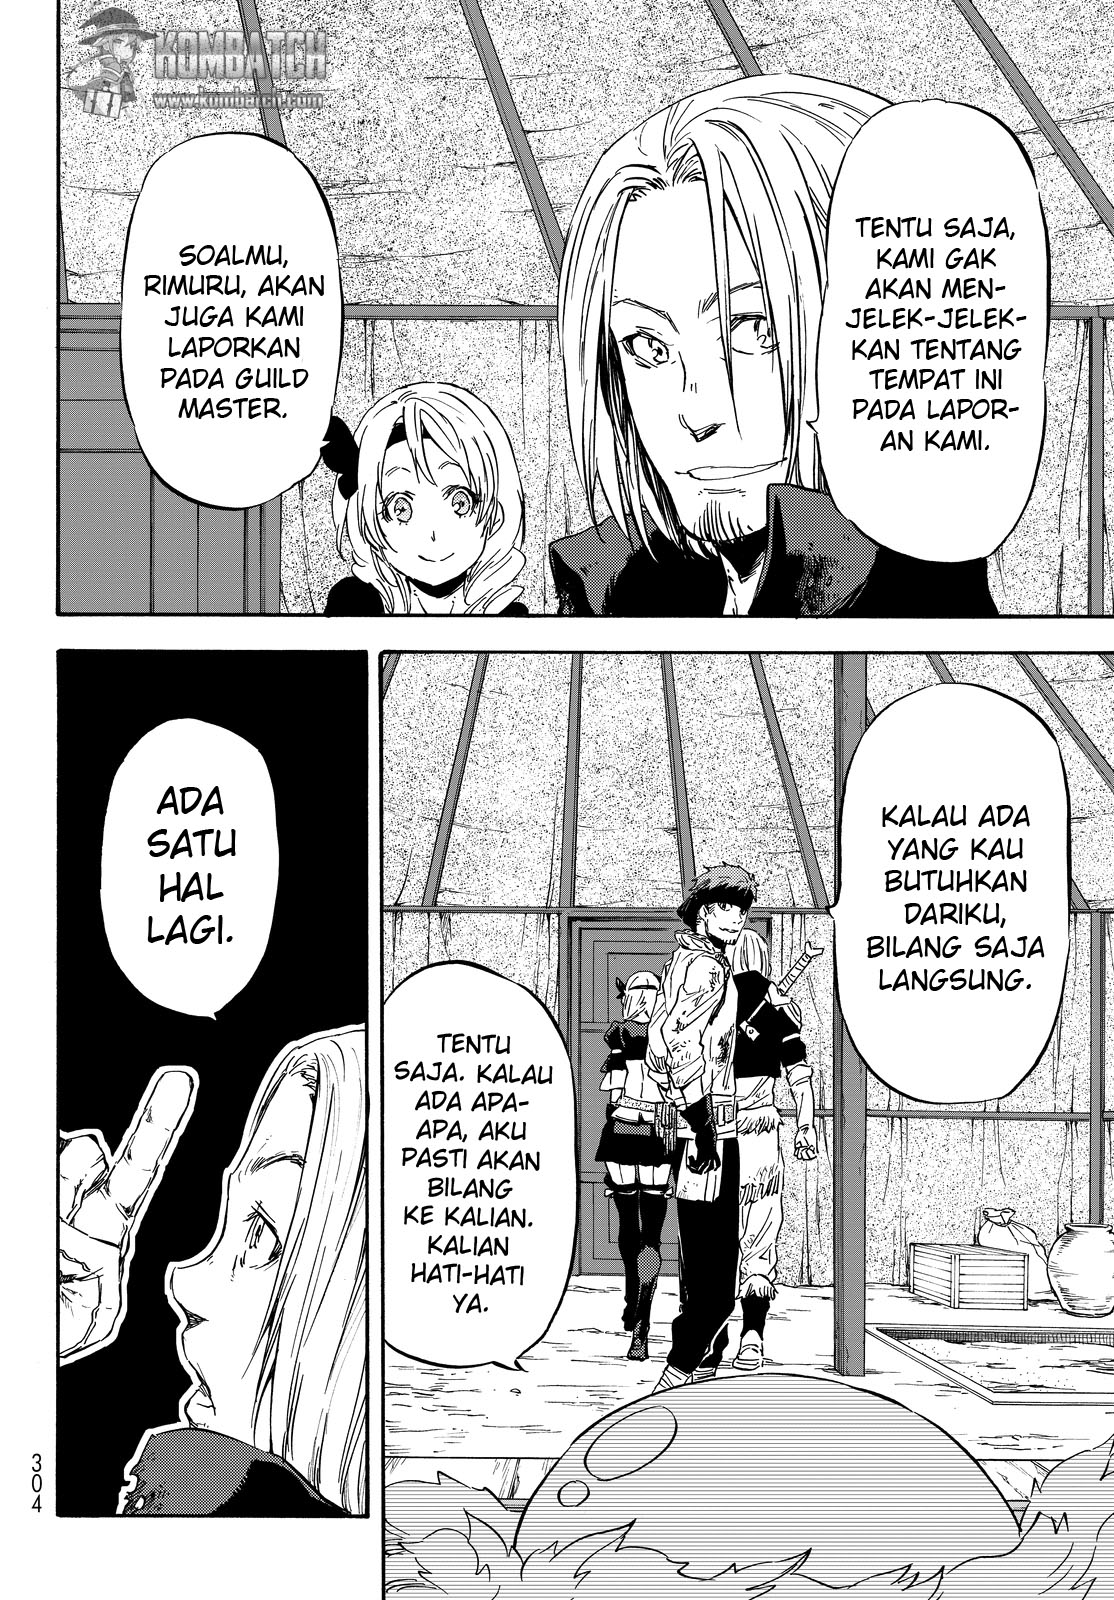 KOMBATCH
www.kombatch.com
TENTU SAJA,
KAMI GAK
AKAN MEN-
JELEK-JELEK-
KAN TENTANG
TEMPAT INI
PADA LAPOR-
AN KAMI.
SOALMU,
RIMURU, AKAN
JUGA KAMI
LAPORKAN
PADA GUILD
MASTER.
KALAU ADA
YANG KAU
BUTUHKAN
DARIKU,
BILANG SAJA
LANGSUNG.
TENTU
SAJA. KALAU
ADA APA-
APA, AKU
PASTI AKAN
BILANG
KE KALIAN.
KALIAN
HATI-HATI
YA.
ADA
SATU
HAL
LAGI.
304